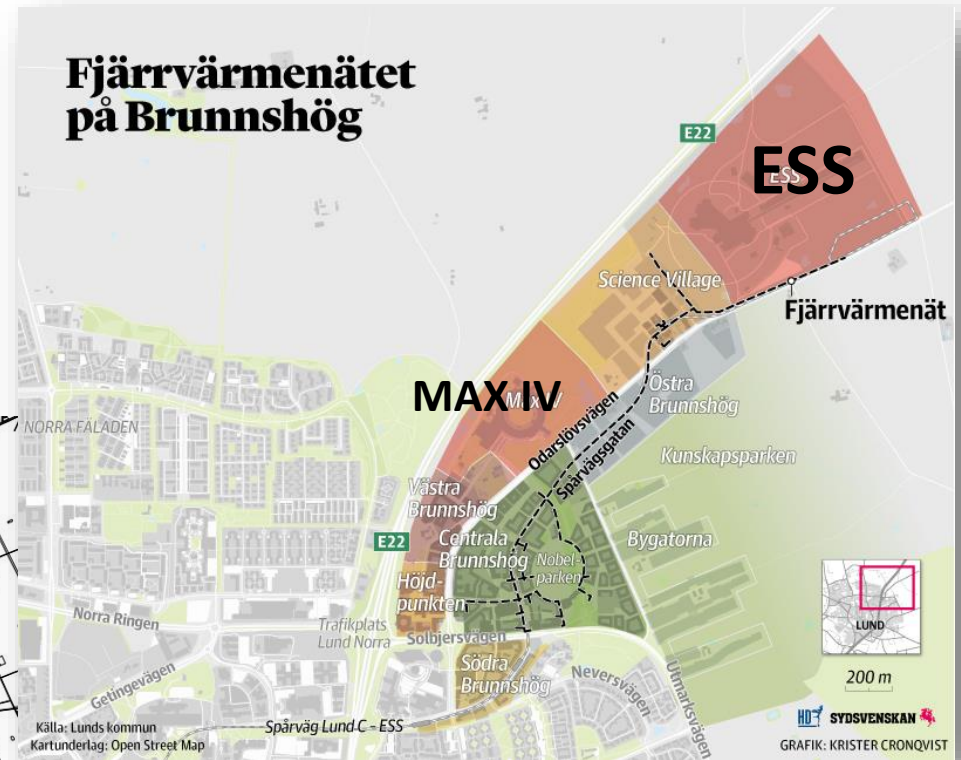 Fjärrvärmenätet
på Brunnshög
E22
ESS
ESS
Science Village
Fjärrvärmenät
MAX IV
Max IV
Östra
Brunnshög
Odarslövsvägen
Spårvägsgatan
NORRA FÄLADEN
Kunskapsparken
Västra
Brunnshög
E22
Centrala
Brunnshög
Nobel-
parken
Bygatorna
Höjd-
punkten
Norra Ringen
Trafikplats
Lund Norra
Solbjersvägen
LUND
Getingevägen
Södra
Brunnshög
Neversvägen
Utmarksvägen
200 m
Källa: Lunds kommun
Kartunderlag: Open Street Map
Spårväg Lund C - ESS
HD SYDSVENSKAN
GRAFIK: KRISTER CRONQVIST